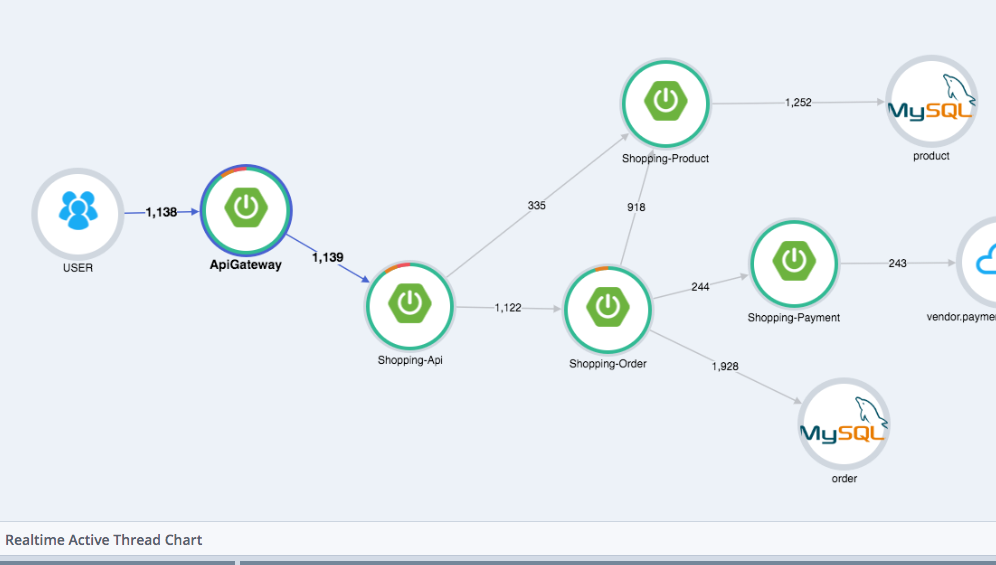 1,252
MySQL
product
Shopping-Product
335
918
1,138
USER
ApiGateway
1,139
243
244
Shopping-Payment
vendor.payme
1,122
Shopping-Api
Shopping-Order
1,928
MySQL
order
Realtime Active Thread Chart